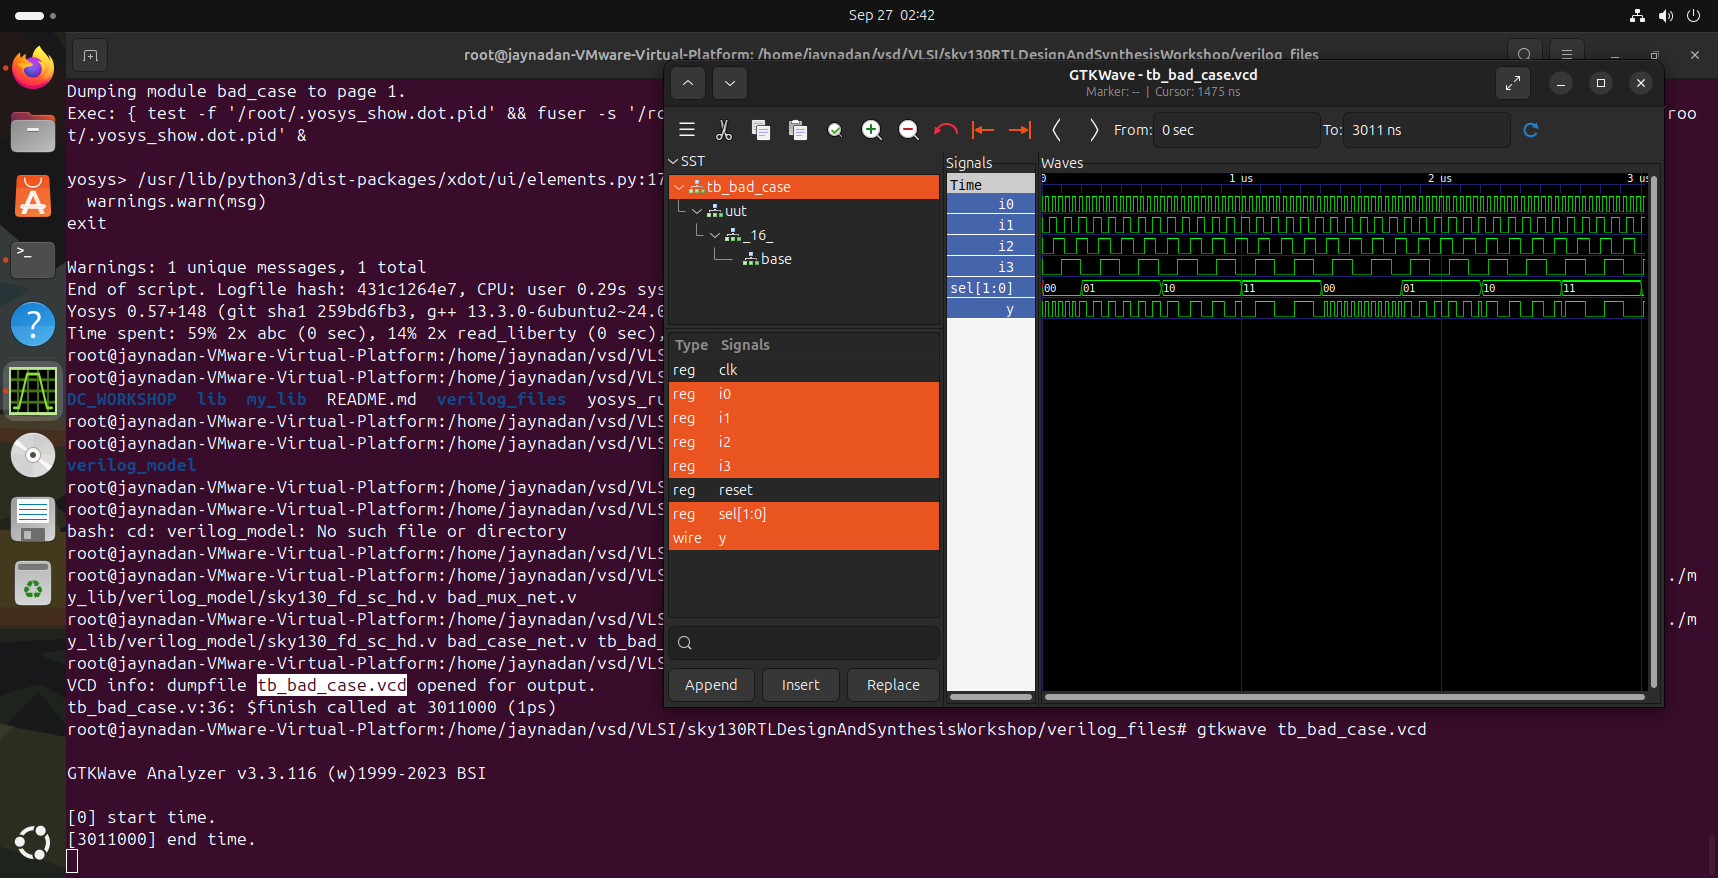 Sep 27 02:42
root@jaynadan-VMware-Virtual-Platform: /home/jaynadan/vsd/VLSI/sky130RTLDesignAndSynthesisWorkshop/verilog_files
Dumping module bad_case to page 1.
Exec: { test -f '/root/.yosys_show.dot.pid' && fuser -s '/ro
roo
t/.yosys_show.dot.pid' &
yosys> /usr/lib/python3/dist-packages/xdot/ui/elements.py:17
warnings.warn(msg)
exit
Warnings: 1 unique messages, 1 total
End of script. Logfile hash: 431c1264e7, CPU: user 0.29s sys
Yosys 0.57+148 (git sha1 259bd6fb3, g++ 13.3.0-6ubuntu2~24.0
Time spent: 59% 2x abc (0 sec), 14% 2x read_liberty (0 sec),
root@jaynadan-VMware-Virtual-Platform:/home/jaynadan/vsd/VLS
root@jaynadan-VMware-Virtual-Platform:/home/jaynadan/vsd/VLS
DC_WORKSHOP lib my_lib README.md verilog_files yosys_ru
root@jaynadan-VMware-Virtual-Platform:/home/jaynadan/vsd/VLS
root@jaynadan-VMware-Virtual-Platform:/home/jaynadan/vsd/VLS
verilog_model
root@jaynadan-VMware-Virtual-Platform:/home/jaynadan/vsd/VLS
root@jaynadan-VMware-Virtual-Platform:/home/jaynadan/vsd/VLS
bash: cd: verilog_model: No such file or directory
root@jaynadan-VMware-Virtual-Platform:/home/jaynadan/vsd/VLS
root@jaynadan-VMware-Virtual-Platform:/home/jaynadan/vsd/VLS
./m
y_lib/verilog_model/sky130_fd_sc_hd.v bad_mux_net.v
root@jaynadan-VMware-Virtual-Platform:/home/jaynadan/vsd/VLS
./m
y_lib/verilog_model/sky130_fd_sc_hd.v bad_case_net.v tb_bad_
root@jaynadan-VMware-Virtual-Platform:/home/jaynadan/vsd/VLS
VCD info: dumpfile tb_bad_case.vcd opened for output.
tb_bad_case.v:36: $finish called at 3011000 (1ps)
root@jaynadan-VMware-Virtual-Platform:/home/jaynadan/vsd/VLSI/sky130RTLDesignAndSynthesisWorkshop/verilog_files# gtkwave tb_bad_case.vcd
GTKWave Analyzer v3.3.116 (w)1999-2023 BSI
[0] start time.
[3011000] end time.
GTKWave - tb_bad_case.vcd
Marker: -- | Cursor: 1475 ns
From: 0 sec
To: 3011 ns
SST
tb_bad_case
uut
_16_
base
Type Signals
reg clk
reg i0
reg i1
reg i2
reg i3
reg reset
reg sel[1:0]
wire y
Append Insert Replace
Signals
Time
i0
i1
i2
i3
sel[1:0]
y
Waves
0 1 us 2 us 3 us
00 01 10 11 00 01 10 11